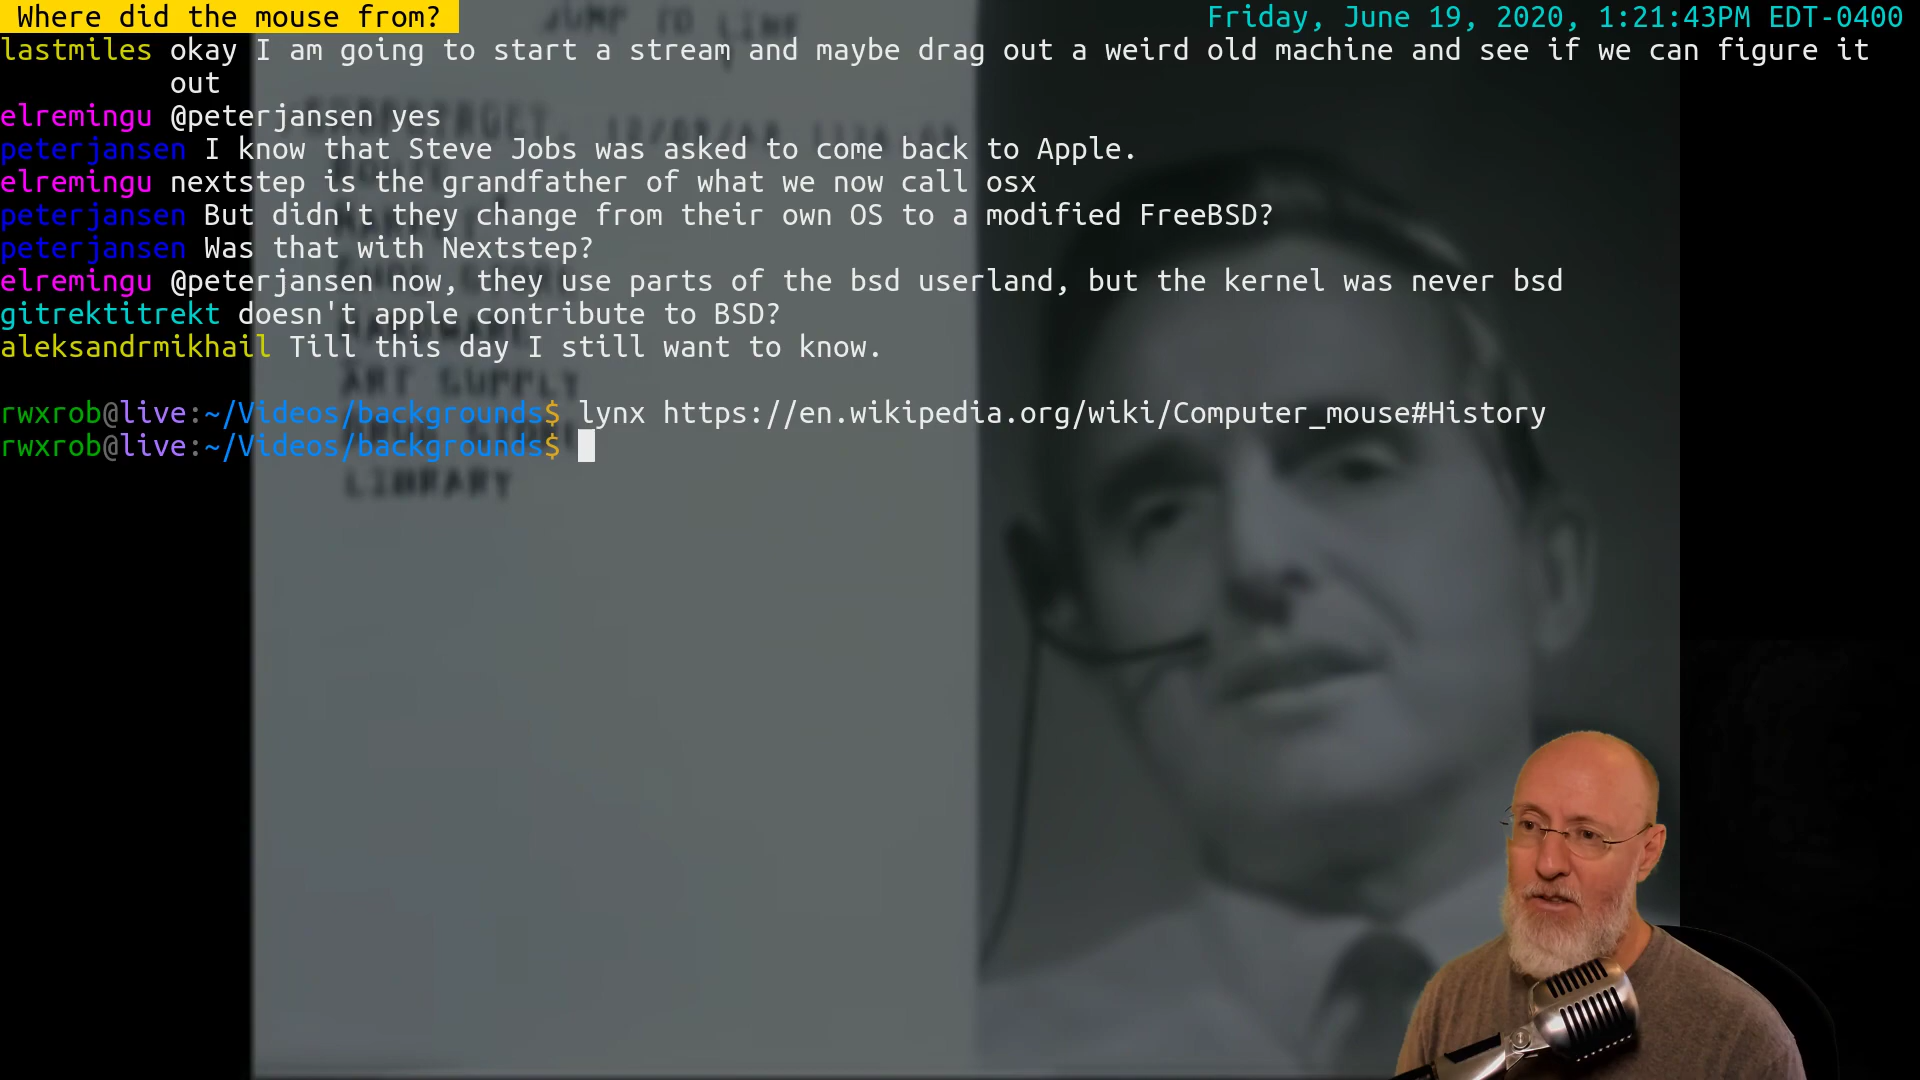 Where did the mouse from?
Friday, June 19, 2020, 1:21:43PM EDT-0400
JUMP TO LINE
lastmiles okay I am going to start a stream and maybe drag out a weird old machine and see if we can figure it
out
elremingu @peterjansen yes
peterjansen I know that Steve Jobs was asked to come back to Apple.
elremingu nextstep is the grandfather of what we now call osx
peterjansen But didn't they change from their own OS to a modified FreeBSD?
peterjansen Was that with Nextstep?
elremingu @peterjansen now, they use parts of the bsd userland, but the kernel was never bsd
gitrektitrekt doesn't apple contribute to BSD?
aleksandrmikhail Till this day I still want to know.
ART SUPPLY
rwxrob@live:~/Videos/backgrounds$ lynx https://en.wikipedia.org/wiki/Computer_mouse#History
rwxrob@live:~/Videos/backgrounds$
LIBRARY